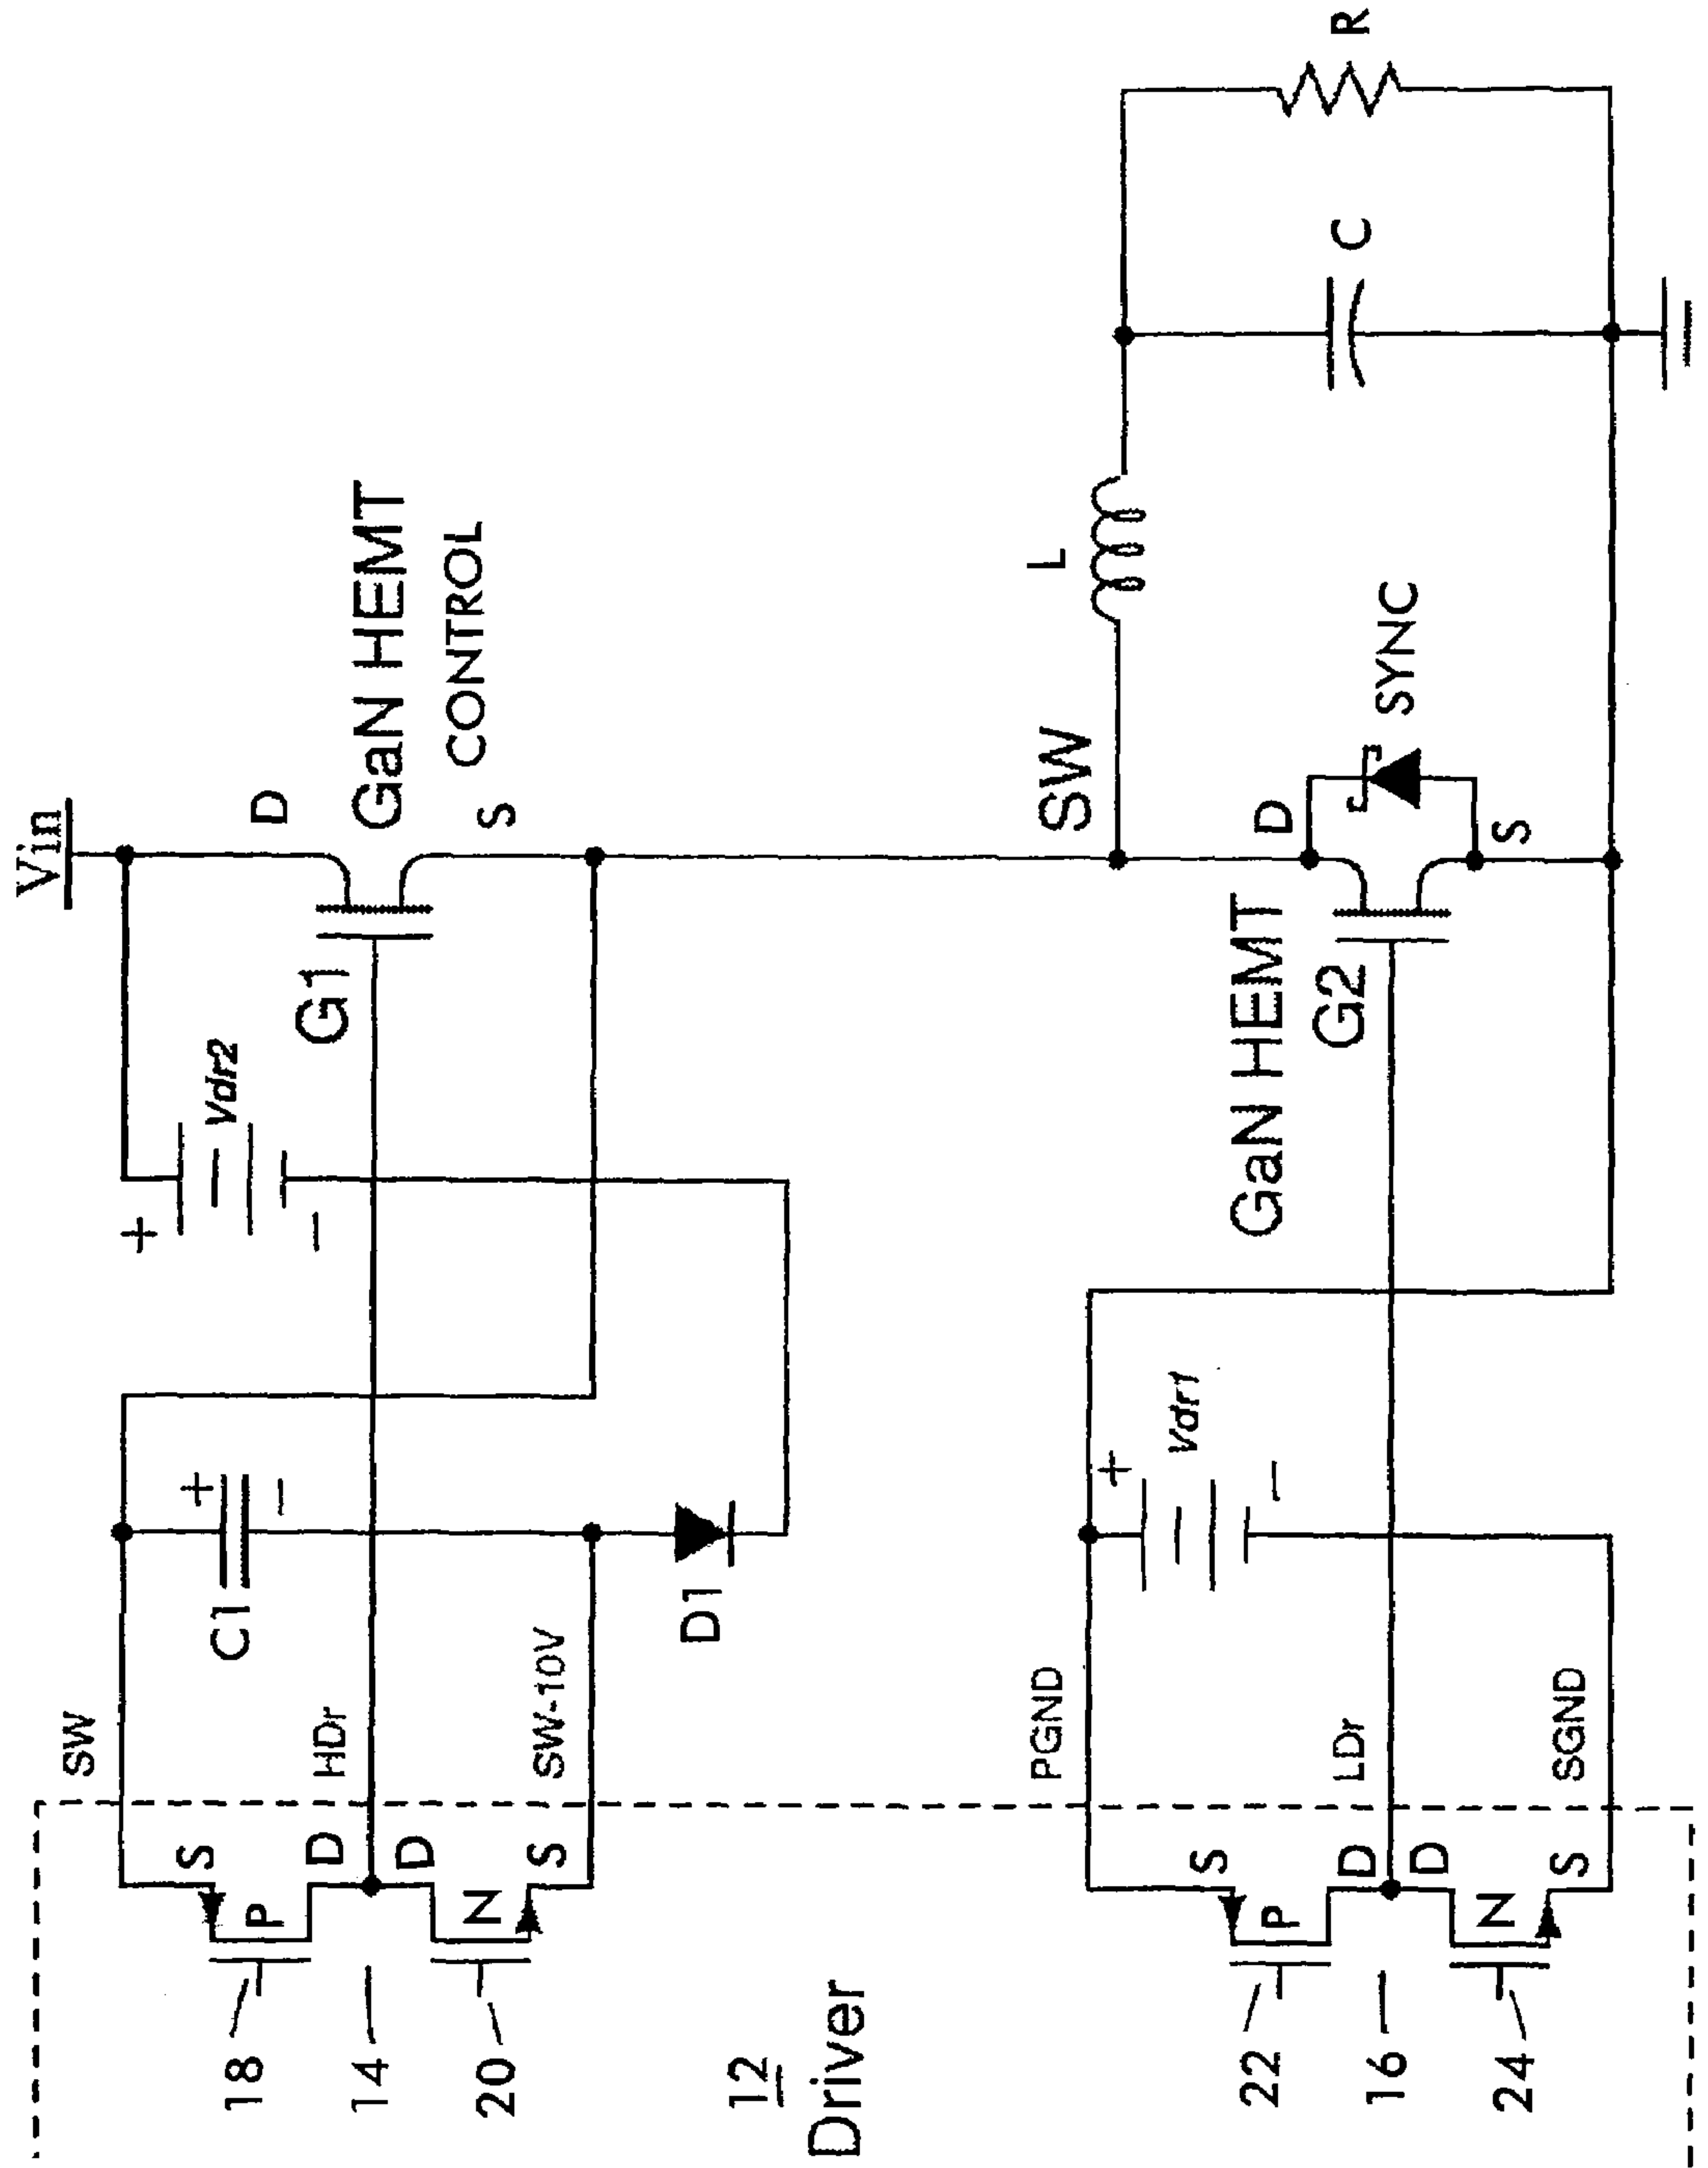 Vin
SW
+
S
+
Vdr2
18
C1
P
D
−
−
D
HDr
G1
14
GaN HEMT
D
CONTROL
20
N
S
S
SW-10V
D1
12
Driver
PGND
SW
L
+
Vdr1
S
−
GaN HEMT
22
P
D
D
LDr
G2
C
R
16
SYNC
D
24
N
S
S
SGND